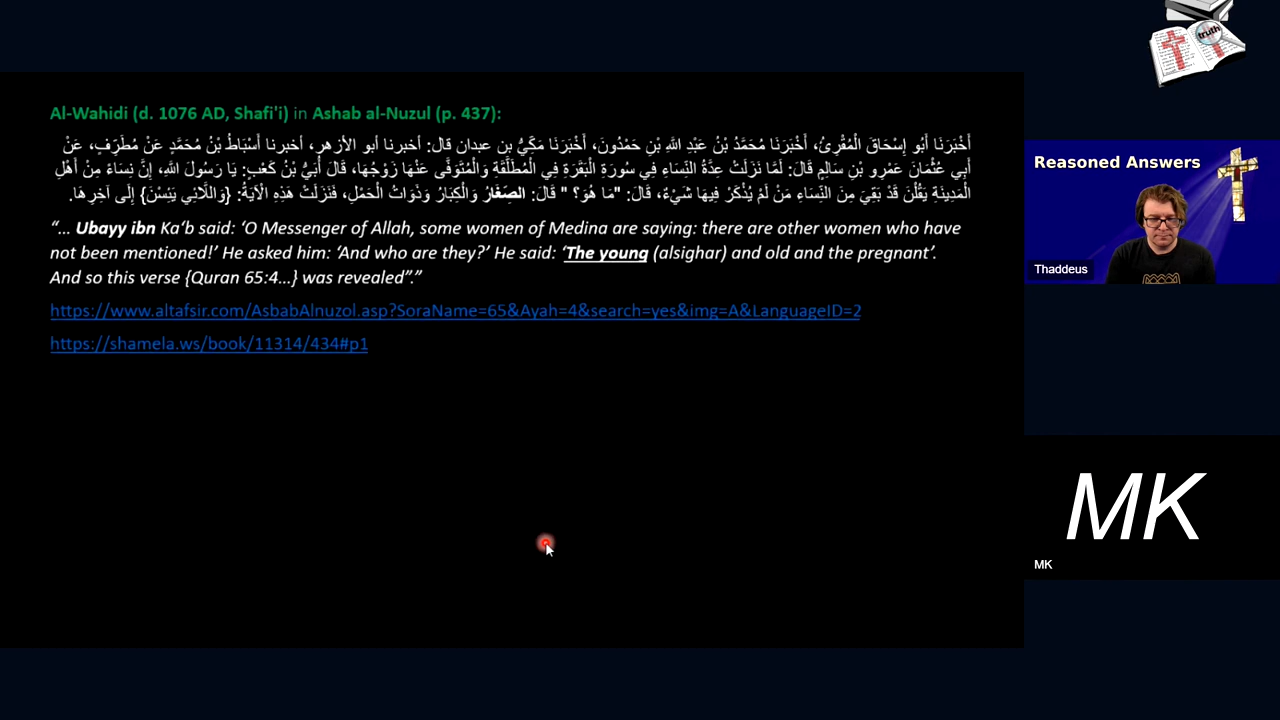 truth
Al-Wahidi (d. 1076 AD, Shafi'i) in Ashab al-Nuzul (p. 437):
أَخْبَرَنَا أَبُو إِسْحَاقَ الْمُقْرِئُ، أَخْبَرَنَا مُحَمَّدُ بْنُ عَبْدِ اللَّهِ بْنِ حَمْدُونَ، أَخْبَرَنَا مَكِّيُّ بن عبدان قال: أخبرنا أبو الأزهر، أخبرنا أَسْبَاطُ بْنُ مُحَمَّدٍ عَنْ مُطَرِّفٍ، عَنْ
أَبِي عُثْمَانَ عَمْرِو بْنِ سَالِمٍ قَالَ: لَمَّا نَزَلَتْ عِدَّةُ النِّسَاءِ فِي سُورَةِ الْبَقَرَةِ فِي الْمُطَلَّقَةِ وَالْمُتَوَفَّى عَنْهَا زَوْجُهَا، قَالَ أُبَيُّ بْنُ كَعْبٍ: يَا رَسُولَ اللَّهِ، إِنَّ نِسَاءً مِنْ أَهْلِ
الْمَدِينَةِ يَقُلْنَ قَدْ بَقِيَ مِنَ النِّسَاءِ مَنْ لَمْ يُذْكَرْ فِيهَا شَيْءٌ، قَالَ: "مَا هُوَ؟ " قَالَ: الصِّغَارُ وَالْكِبَارُ وَذَوَاتُ الْحَمْلِ، فَنَزَلَتْ هَذِهِ الْآيَةُ: {وَاللَّائِي يَئِسْنَ} إِلَى آخِرِهَا.
“... Ubayy ibn Ka‘b said: ‘O Messenger of Allah, some women of Medina are saying: there are other women who have
not been mentioned!’ He asked him: ‘And who are they?’ He said: ‘The young (alsighar) and old and the pregnant’.
And so this verse {Quran 65:4...} was revealed”.”
https://www.altafsir.com/AsbabAlnuzol.asp?SoraName=65&Ayah=4&search=yes&img=A&LanguageID=2
https://shamela.ws/book/11314/434#p1
Reasoned Answers
Thaddeus
MK
MK